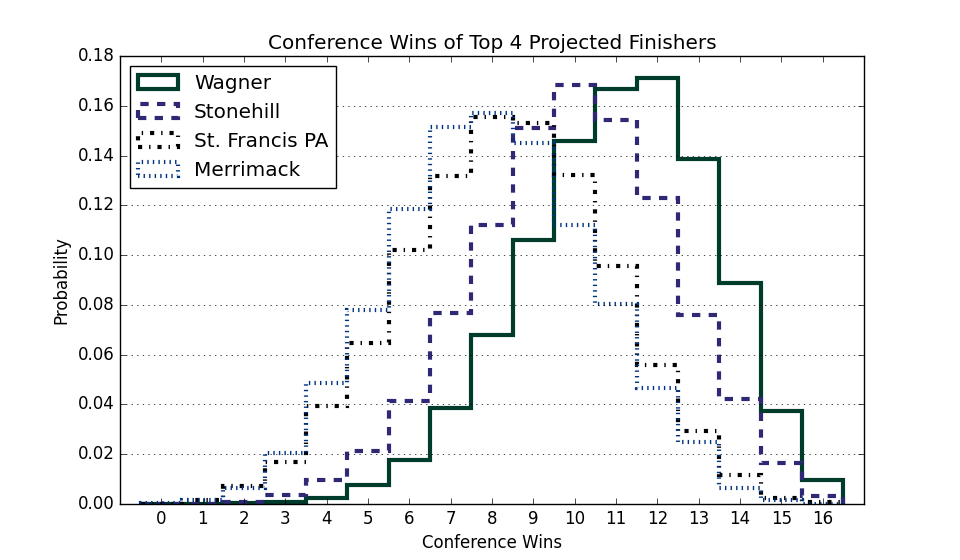 Conference Wins of Top 4 Projected Finishers
0.18
0.16
0.14
0.12
0.10
0.08
0.06
0.04
0.02
0.00
Probability
Wagner
Stonehill
St. Francis PA
Merrimack
0 1 2 3 4 5 6 7 8 9 10 11 12 13 14 15 16
Conference Wins